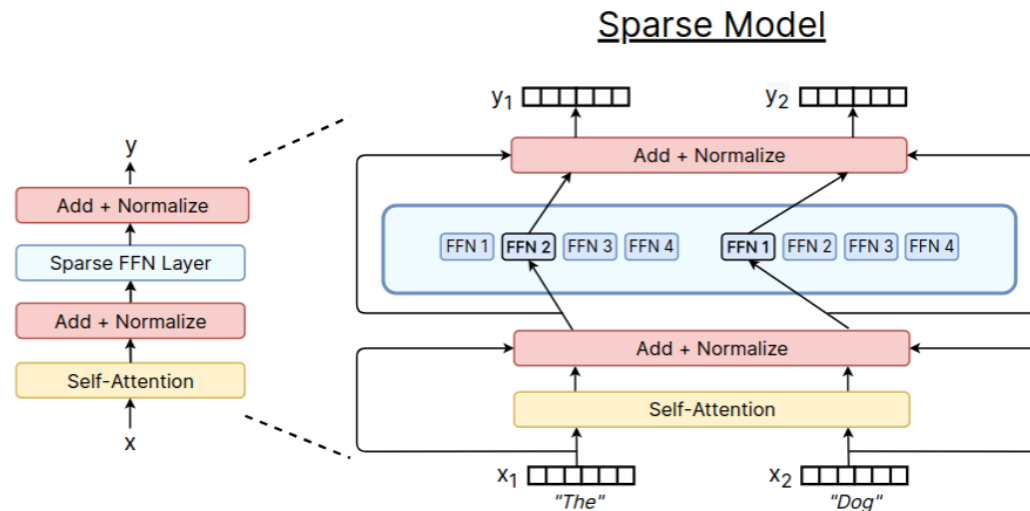 Sparse Model
y
Add + Normalize
Sparse FFN Layer
Add + Normalize
Self-Attention
x
y1
y2
Add + Normalize
FFN 1 FFN 2 FFN 3 FFN 4
FFN 1 FFN 2 FFN 3 FFN 4
Add + Normalize
Self-Attention
x1
x2
"The"
"Dog"